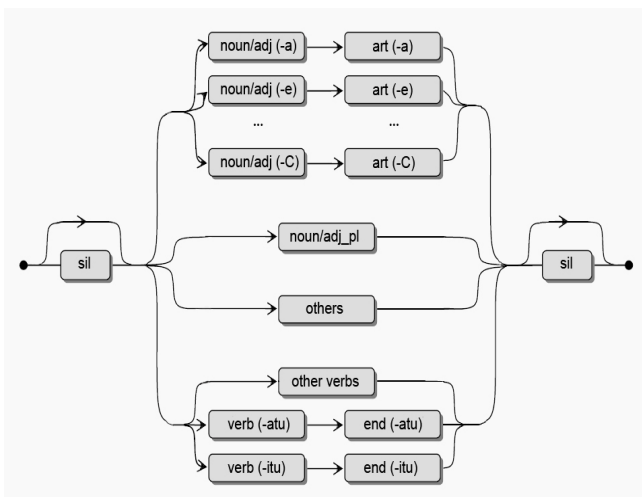 noun/adj (-a) art (-a)
noun/adj (-e) art (-e)
... ...
noun/adj (-C) art (-C)
noun/adj_pl
sil sil
others
other verbs
verb (-atu) end (-atu)
verb (-itu) end (-itu)